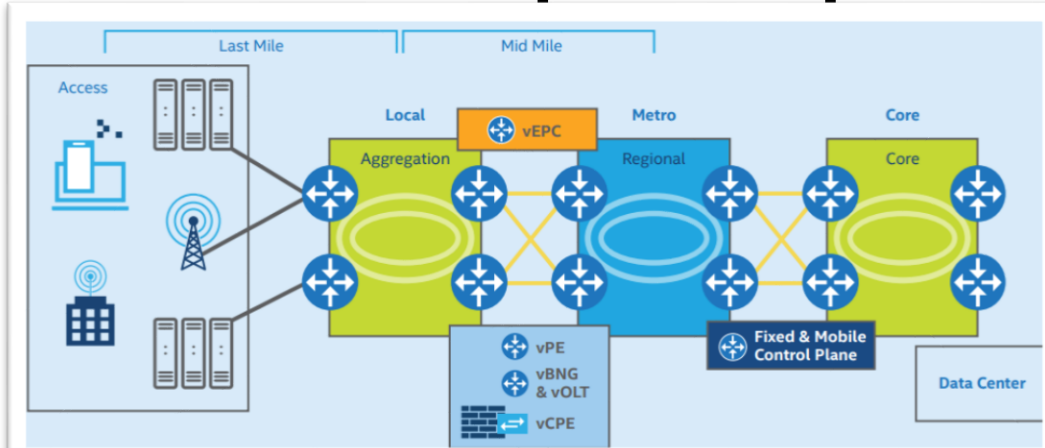 Last Mile
Mid Mile
Access
Local
Metro
Core
vEPC
Aggregation
Regional
Core
vPE
vBNG
& vOLT
vCPE
Fixed & Mobile
Control Plane
Data Center